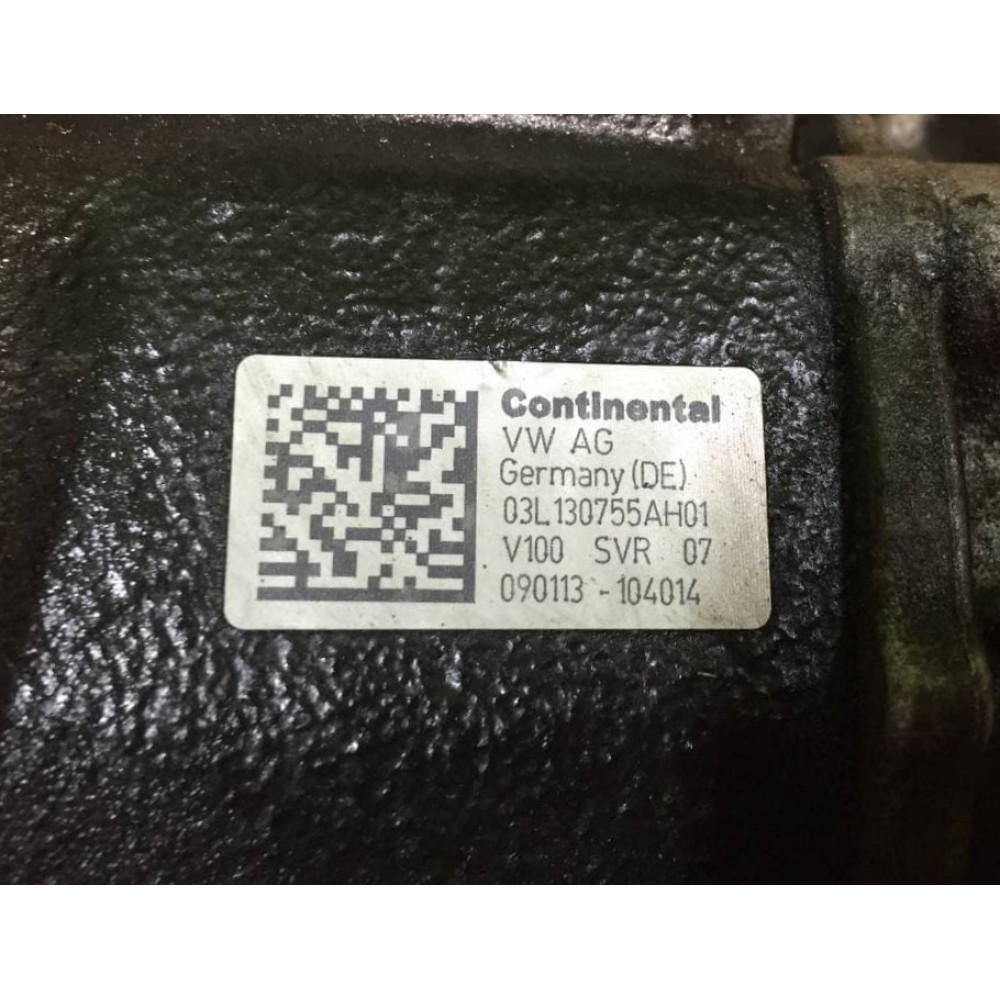 Continental
VW AG
Germany (DE)
03L130755AH01
V100 SVR 07
090113 - 104014